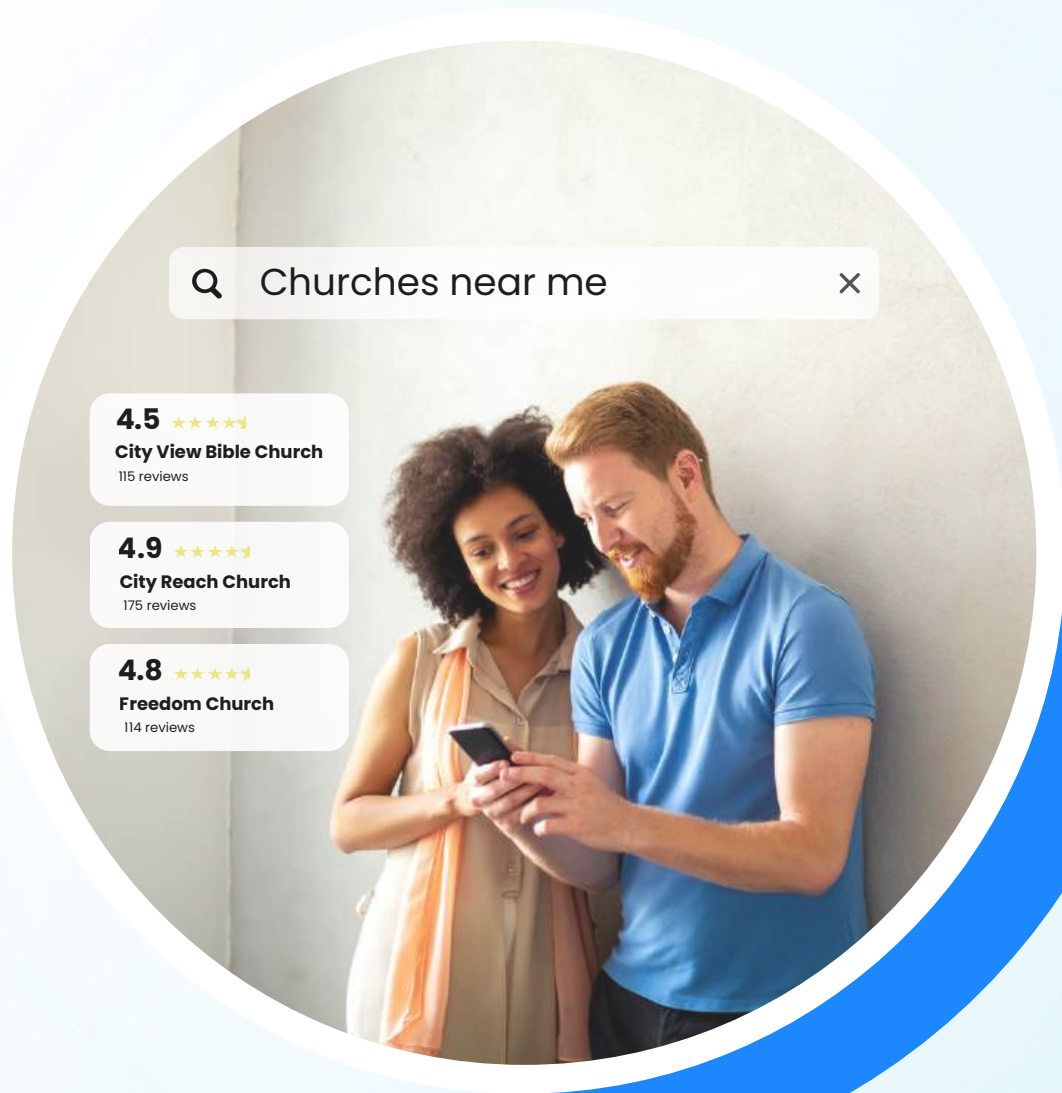 Churches near me
4.5
City View Bible Church
115 reviews
4.9
City Reach Church
175 reviews
4.8
Freedom Church
114 reviews